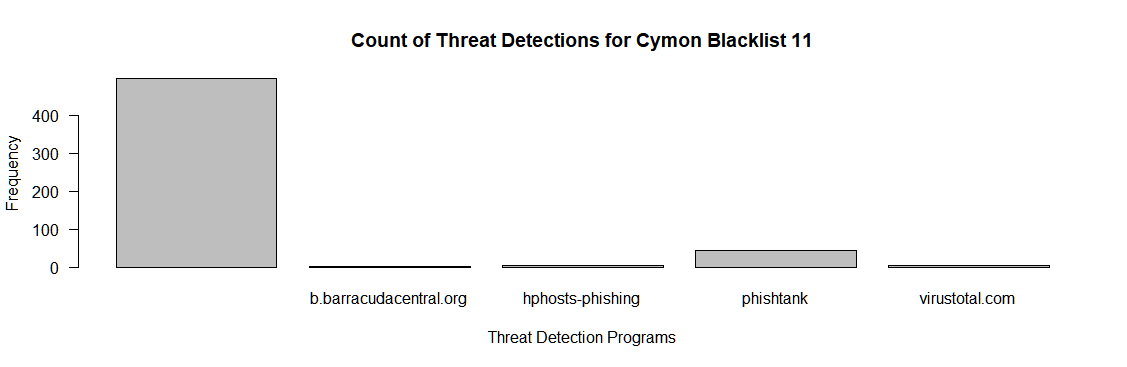 Count of Threat Detections for Cymon Blacklist 11
Frequency
400
300
200
100
0
b.barracudacentral.org
hphosts-phishing
phishtank
virustotal.com
Threat Detection Programs